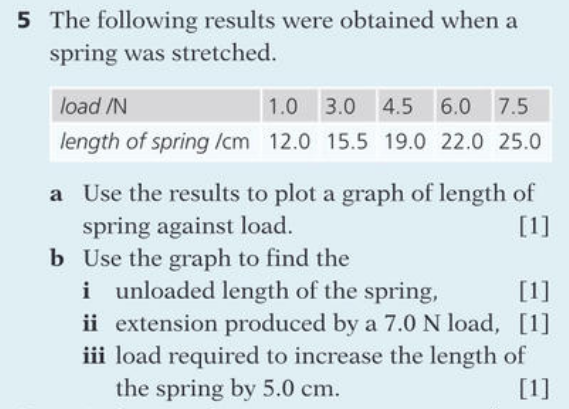 5 The following results were obtained when a
spring was stretched.
load /N 1.0 3.0 4.5 6.0 7.5
length of spring /cm 12.0 15.5 19.0 22.0 25.0
a Use the results to plot a graph of length of
spring against load. [1]
b Use the graph to find the
i unloaded length of the spring, [1]
ii extension produced by a 7.0 N load, [1]
iii load required to increase the length of
the spring by 5.0 cm. [1]